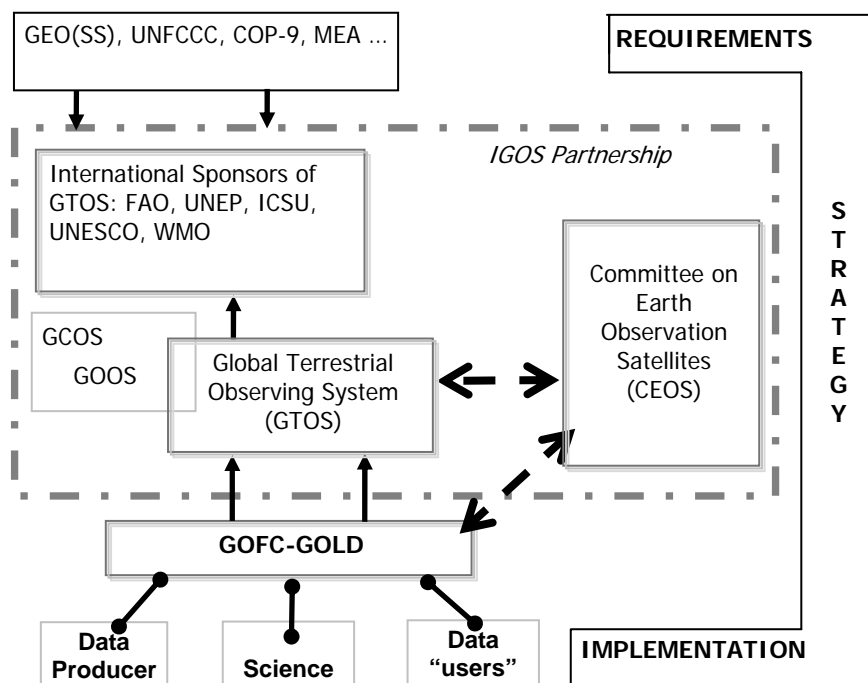 GEO(SS), UNFCCC, COP-9, MEA ...
REQUIREMENTS
IGOS Partnership
International Sponsors of
GTOS: FAO, UNEP, ICSU,
UNESCO, WMO
STRATEGY
Committee on
Earth
Observation
Satellites
(CEOS)
GCOS
GOOS
Global Terrestrial
Observing System
(GTOS)
GOFC-GOLD
Data
Producer
Science
Data
“users”
IMPLEMENTATION